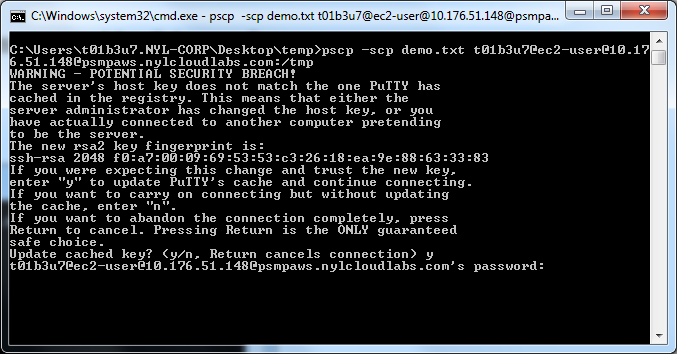 C:\Windows\system32\cmd.exe - pscp -scp demo.txt t01b3u7@ec2-user@10.176.51.148@psmpaws...
C:\Users\t01b3u7.NYL-CORP\Desktop\temp>pscp -scp demo.txt t01b3u7@ec2-user@10.17
6.51.148@psmpaws.nylcloudlabs.com:/tmp
WARNING - POTENTIAL SECURITY BREACH!
The server's host key does not match the one PuTTY has
cached in the registry. This means that either the
server administrator has changed the host key, or you
have actually connected to another computer pretending
to be the server.
The new rsa2 key fingerprint is:
ssh-rsa 2048 f0:a7:00:09:69:53:53:c3:26:18:ea:9e:88:63:33:83
If you were expecting this change and trust the new key,
enter "y" to update PuTTY's cache and continue connecting.
If you want to carry on connecting but without updating
the cache, enter "n".
If you want to abandon the connection completely, press
Return to cancel. Pressing Return is the ONLY guaranteed
safe choice.
Update cached key? (y/n, Return cancels connection) y
t01b3u7@ec2-user@10.176.51.148@psmpaws.nylcloudlabs.com's password: